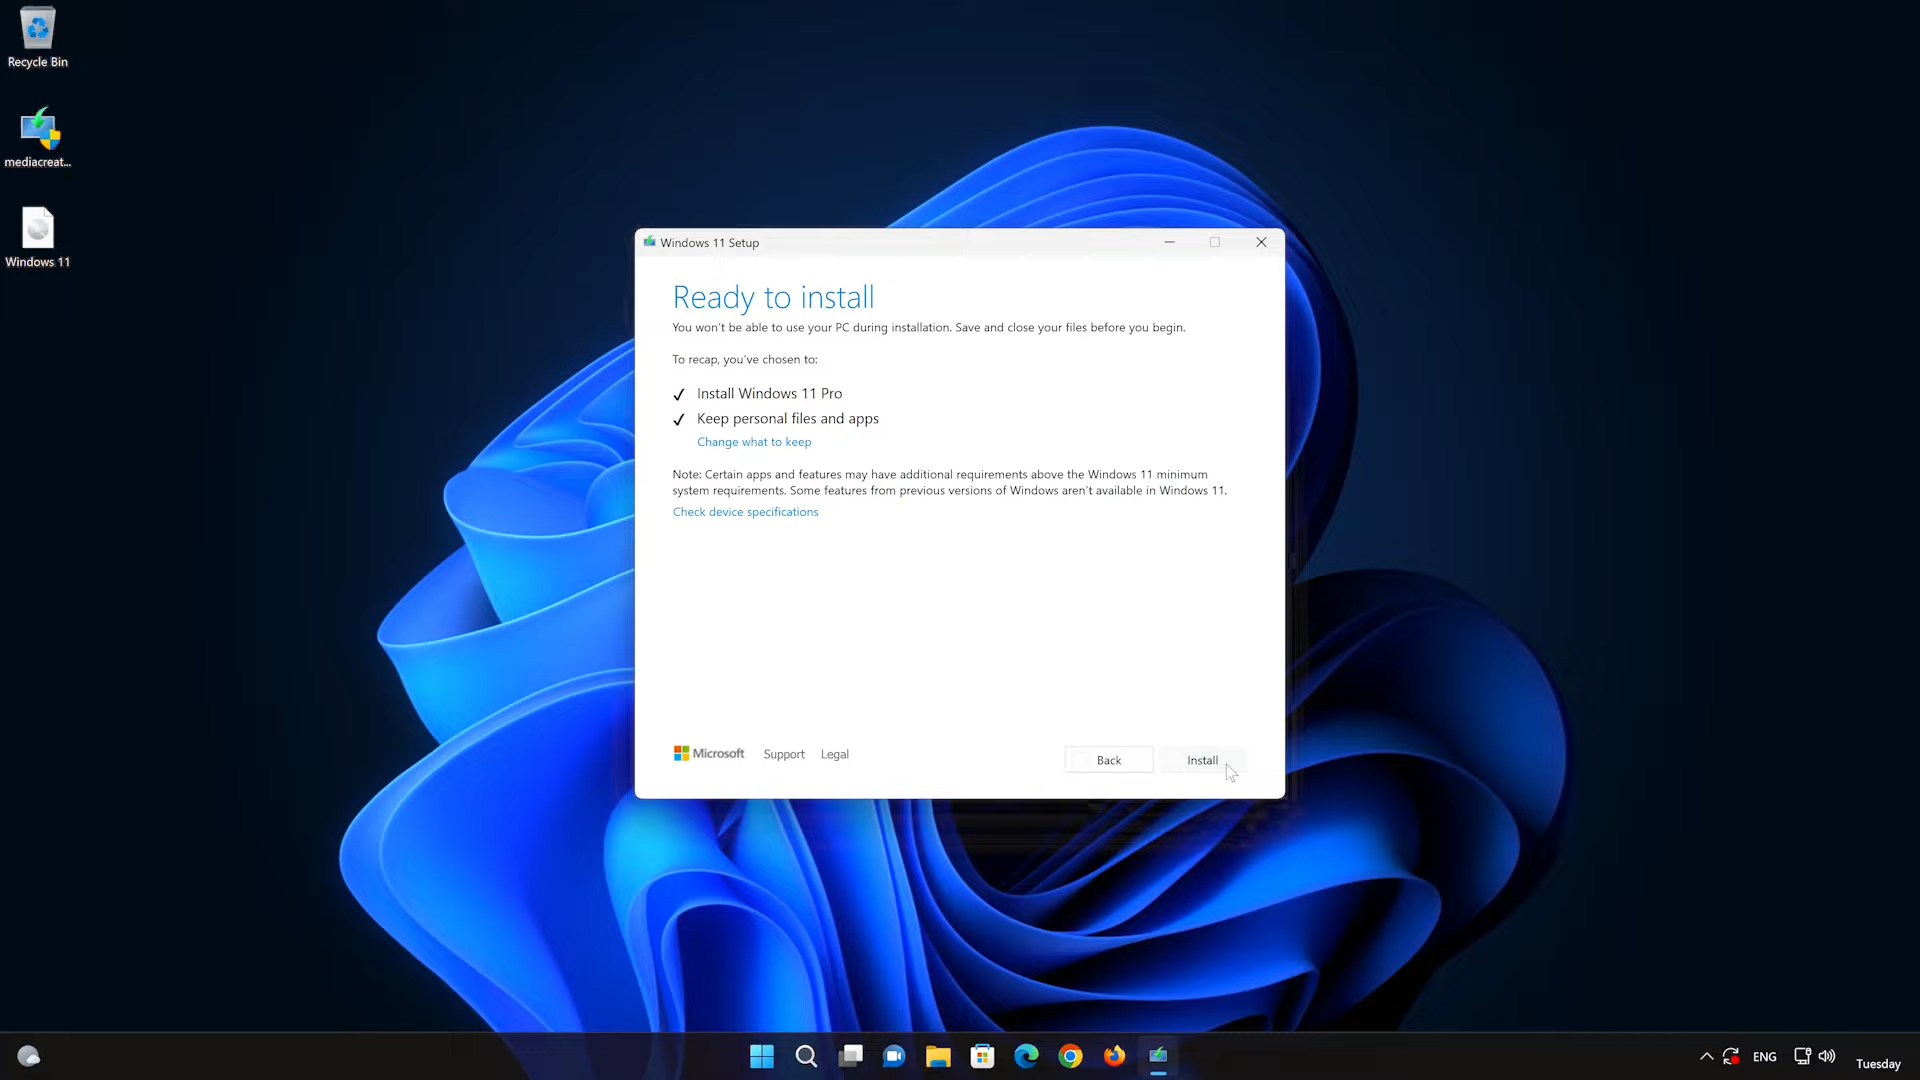 Recycle Bin
mediacreat...
Windows 11
Windows 11 Setup
Ready to install
You won't be able to use your PC during installation. Save and close your files before you begin.
To recap, you've chosen to:
✓ Install Windows 11 Pro
✓ Keep personal files and apps
Change what to keep
Note: Certain apps and features may have additional requirements above the Windows 11 minimum
system requirements. Some features from previous versions of Windows aren't available in Windows 11.
Check device specifications
Microsoft Support Legal
Back Install
ENG
Tuesday